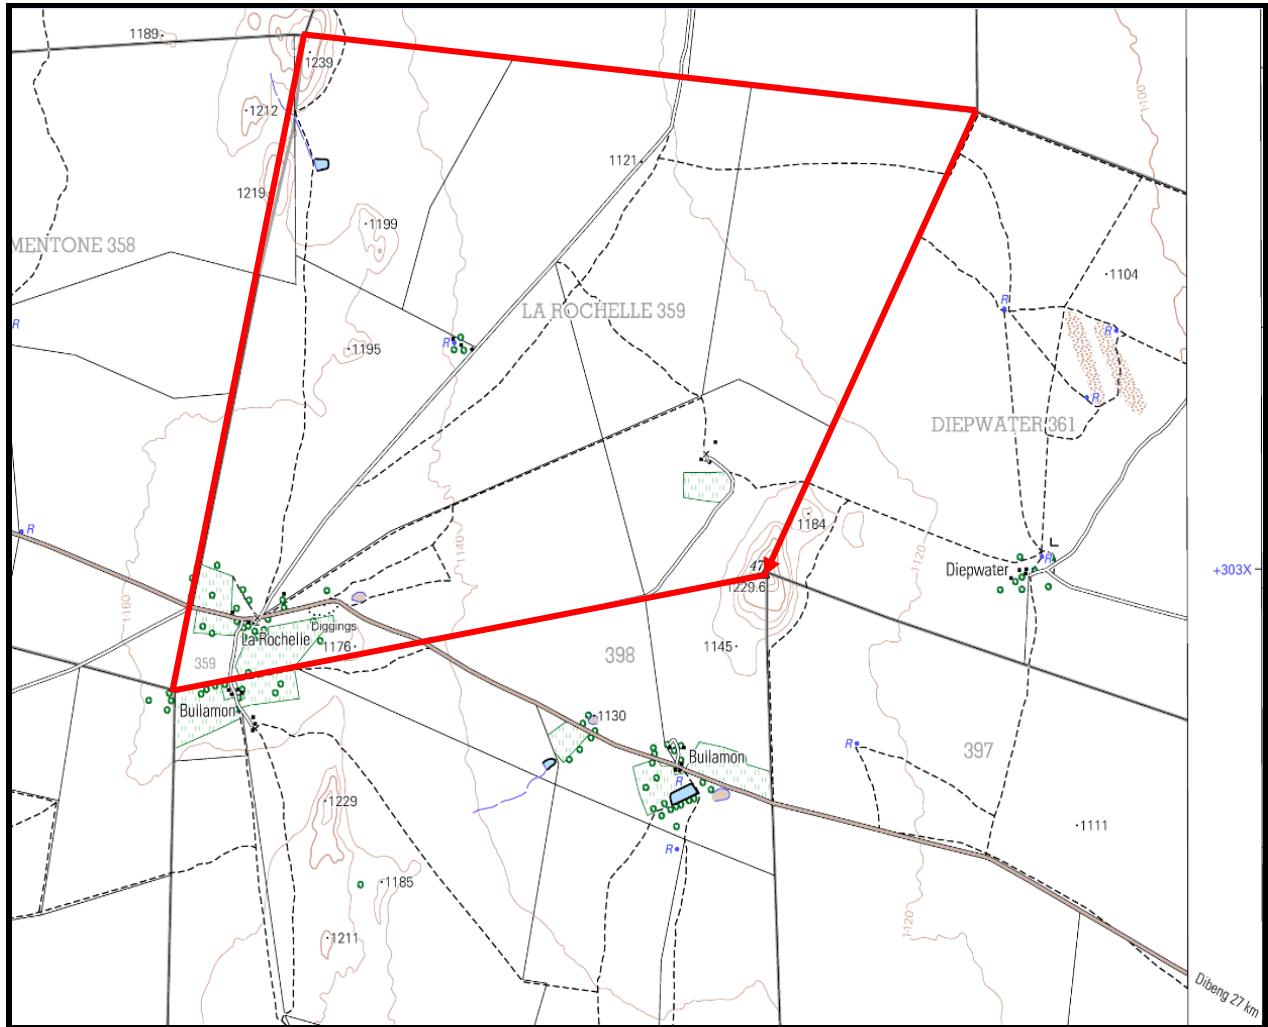 1189
1239
1212
1100
1121
1219
1199
MENTONE 358
1104
R
LA ROCHELLE 359
R
R
R
1195
R
DIEPWATER 361
R
1184
1140
1120
L
R
47
Diepwater
+303X
1229.6
1160
Diggings
La Rochelle
1176
1145
398
359
Bullamon
1130
R
397
Bullamon
R
1229
1111
R
1185
1120
1211
Dibeng 27 km